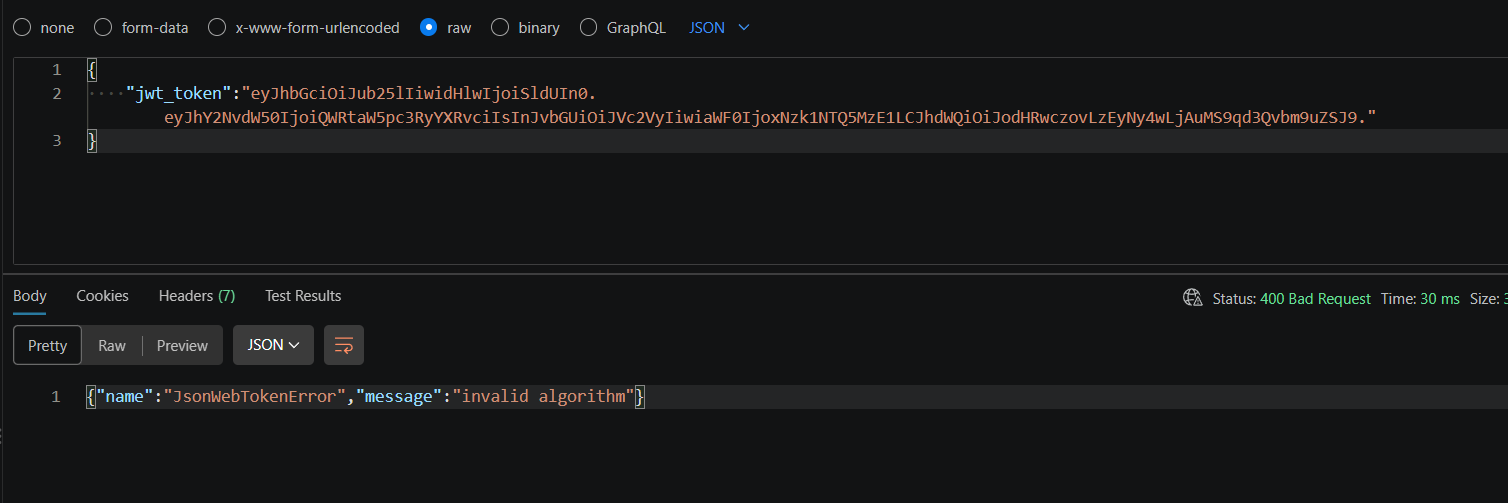 none form-data x-www-form-urlencoded raw binary GraphQL JSON
1 {
2 ····"jwt_token":"eyJhbGciOiJub25lIiwidHlwIjoiSldUIn0.
eyJhY2NvdW50IjoiQWRtaW5pc3RyYXRvciIsInJvbGUiOiJVc2VyIiwiaWF0IjoxNzk1NTQ5MzE1LCJhdWQiOiJodHRwczovLzEyNy4wLjAuMS9qd3Qvbm9uZSJ9."
3 }
Body Cookies Headers (7) Test Results Status: 400 Bad Request Time: 30 ms Size: 3
Pretty Raw Preview JSON
1 {"name":"JsonWebTokenError","message":"invalid algorithm"}